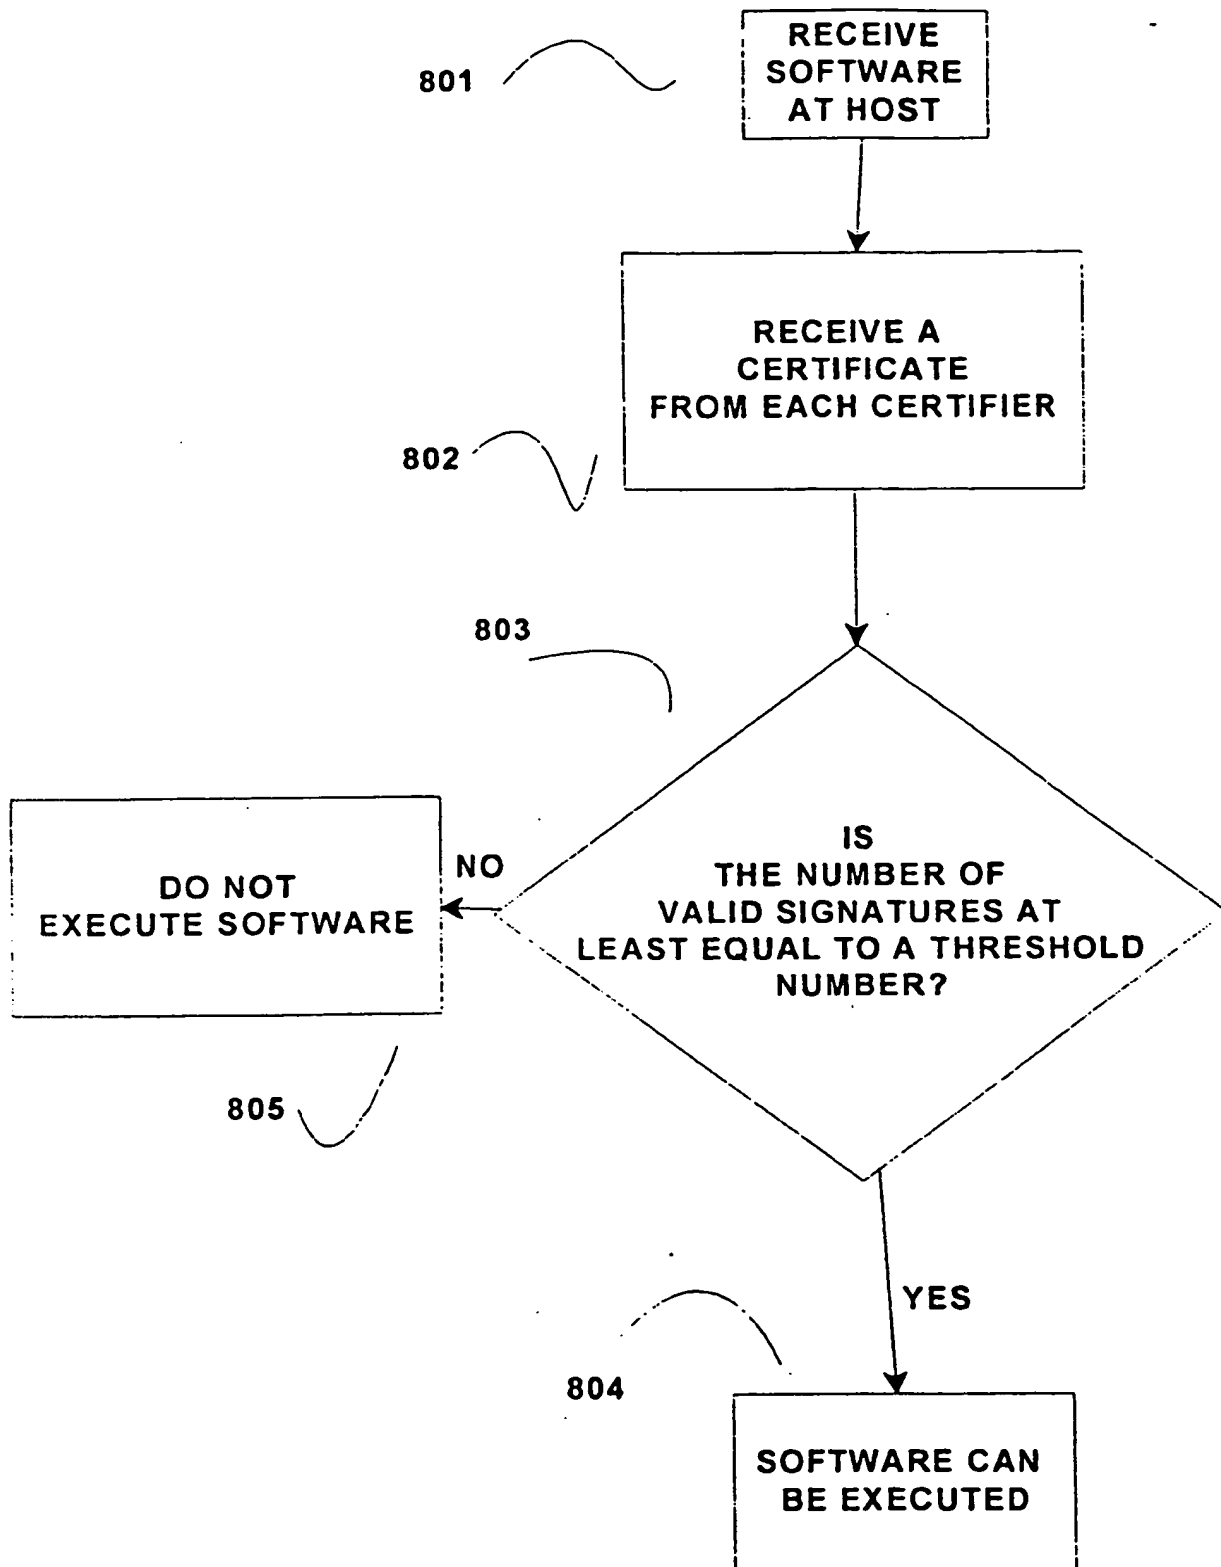 801
RECEIVE
SOFTWARE
AT HOST
RECEIVE A
CERTIFICATE
FROM EACH CERTIFIER
802
803
IS
THE NUMBER OF
VALID SIGNATURES AT
LEAST EQUAL TO A THRESHOLD
NUMBER?
NO
DO NOT
EXECUTE SOFTWARE
805
YES
804
SOFTWARE CAN
BE EXECUTED